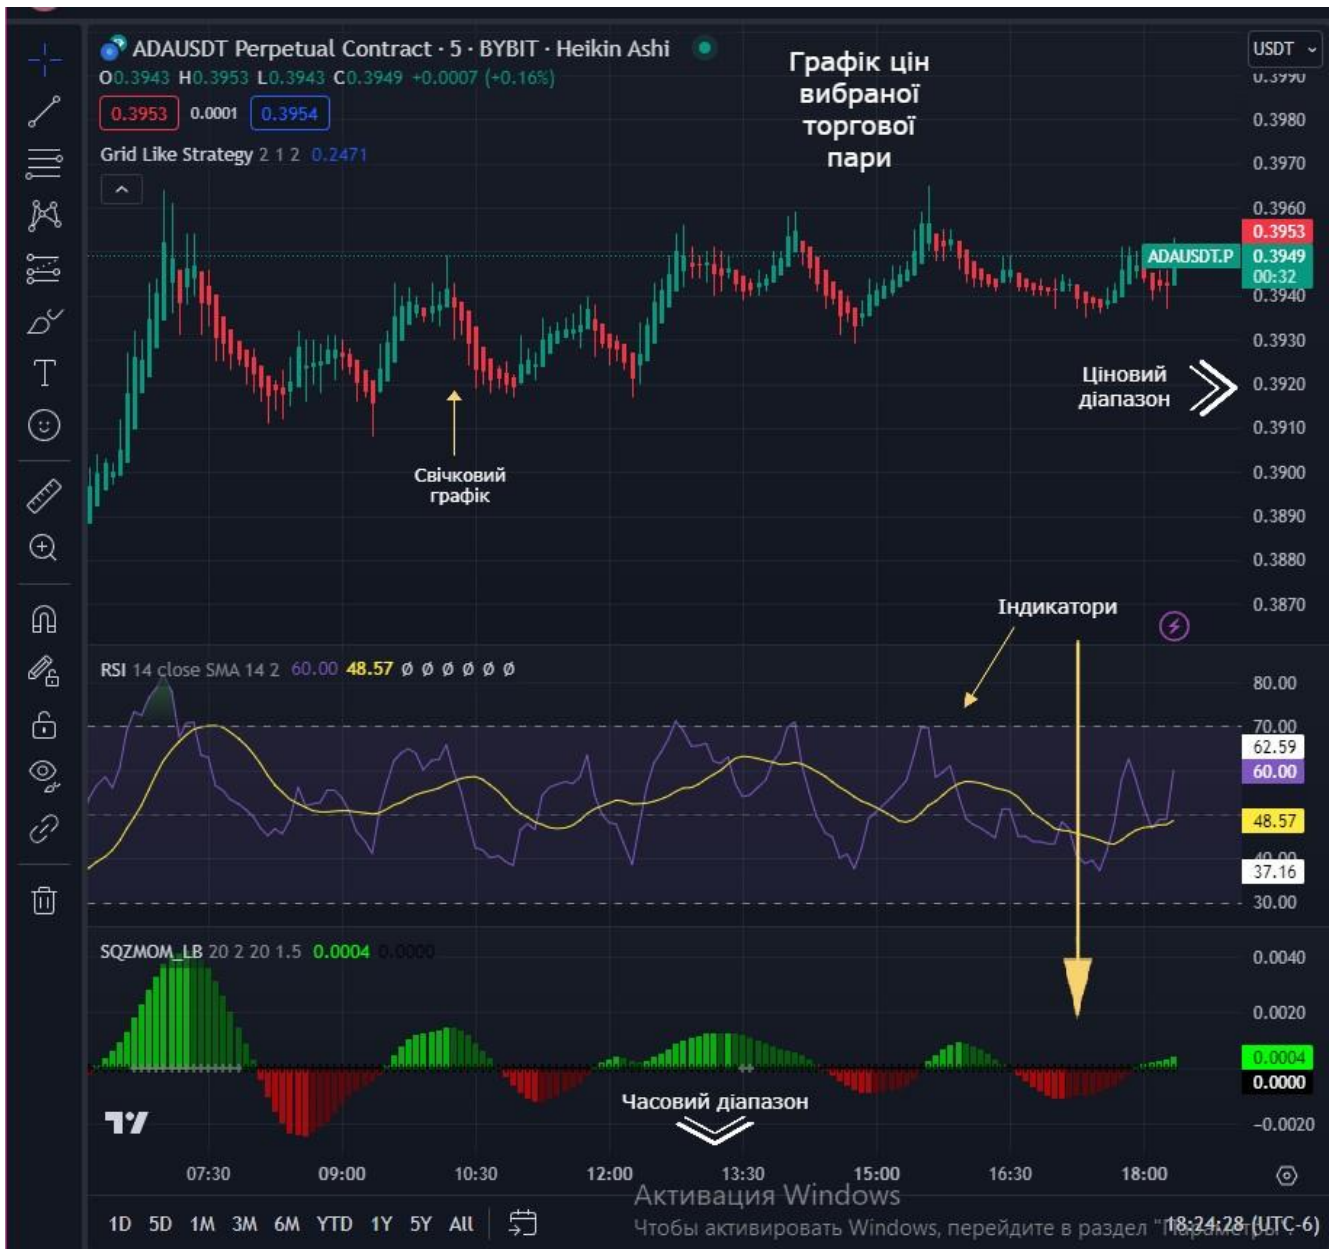 ADAUSDT Perpetual Contract · 5 · BYBIT · Heikin Ashi
O0.3943 H0.3953 L0.3943 C0.3949 +0.0007 (+0.16%)
0.3953 0.0001 0.3954
Grid Like Strategy 2 1 2 0.2471
Графік цін
вибраної
торгової
пари
USDT
0.3990
0.3980
0.3970
0.3960
0.3953
ADAUSDT.P 0.3949
00:32
0.3940
0.3930
0.3920
0.3910
0.3900
0.3890
0.3880
0.3870
Ціновий
діапазон
Свічковий
графік
Індикатори
RSI 14 close SMA 14 2 60.00 48.57 Ø Ø Ø Ø Ø Ø
80.00
70.00
62.59
60.00
48.57
40.00
37.16
30.00
SQZMOM_LB 20 2 20 1.5 0.0004 0.0000
0.0040
0.0020
0.0004
0.0000
−0.0020
Часовий діапазон
07:30 09:00 10:30 12:00 13:30 15:00 16:30 18:00
Активация Windows
1D 5D 1M 3M 6M YTD 1Y 5Y All
Чтобы активировать Windows, перейдите в раздел "Параметры".
18:24:28 (UTC-6)